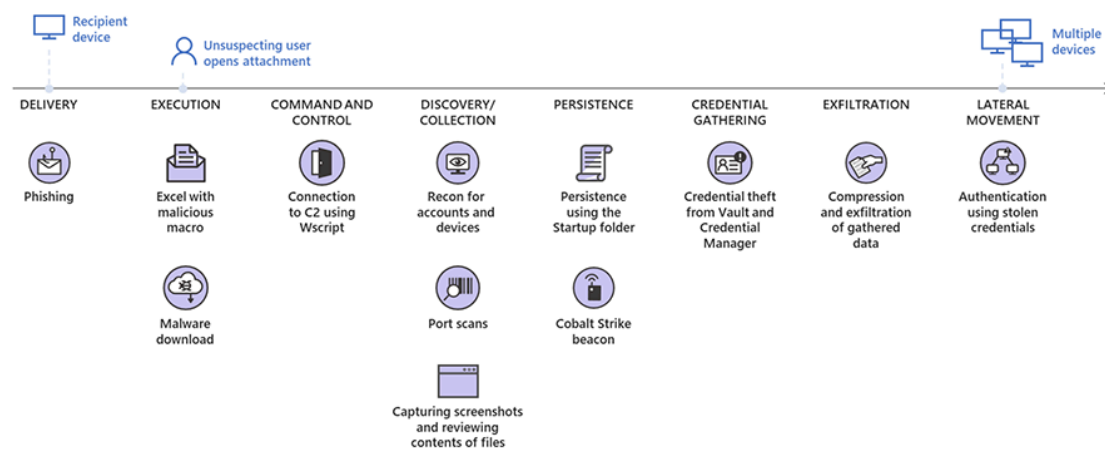 Recipient
device
Unsuspecting user
opens attachment
Multiple
devices
DELIVERY
EXECUTION
COMMAND AND
CONTROL
DISCOVERY/
COLLECTION
PERSISTENCE
CREDENTIAL
GATHERING
EXFILTRATION
LATERAL
MOVEMENT
Phishing
Excel with
malicious
macro
Malware
download
Connection
to C2 using
Wscript
Recon for
accounts and
devices
Port scans
Capturing screenshots
and reviewing
contents of files
Persistence
using the
Startup folder
Cobalt Strike
beacon
Credential theft
from Vault and
Credential
Manager
Compression
and exfiltration
of gathered
data
Authentication
using stolen
credentials